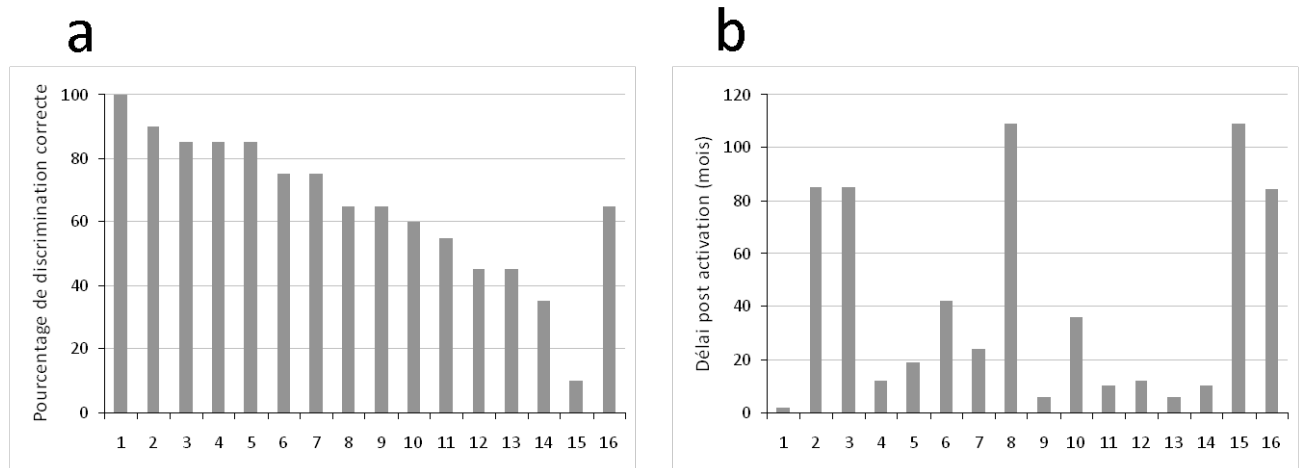 a
b
Pourcentage de discrimination correcte
100
80
60
40
20
0
1 2 3 4 5 6 7 8 9 10 11 12 13 14 15 16
Délai post activation (mois)
120
100
80
60
40
20
0
1 2 3 4 5 6 7 8 9 10 11 12 13 14 15 16